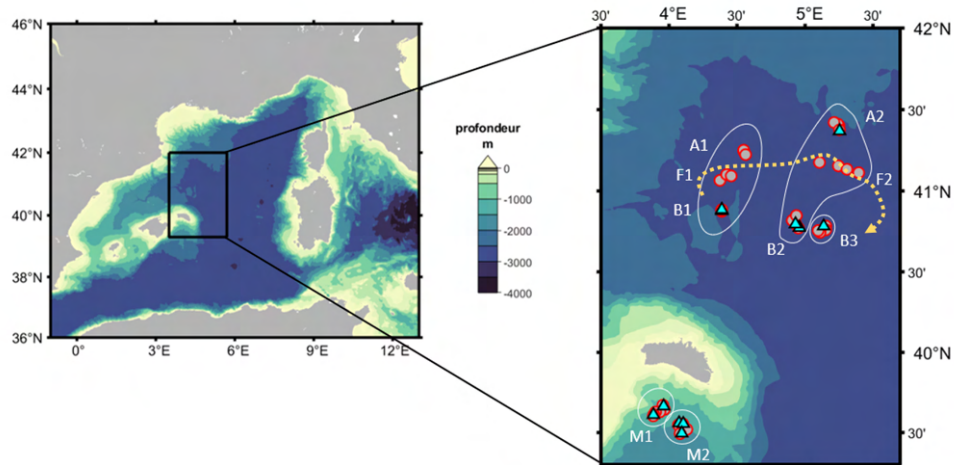 46°N
44°N
42°N
40°N
38°N
36°N
0° 3°E 6°E 9°E 12°E
profondeur
m
0
-1000
-2000
-3000
-4000
30' 4°E 30' 5°E 30'
42°N
30'
41°N
30'
40°N
30'
A1
A2
F1
F2
B1
B2
B3
M1
M2